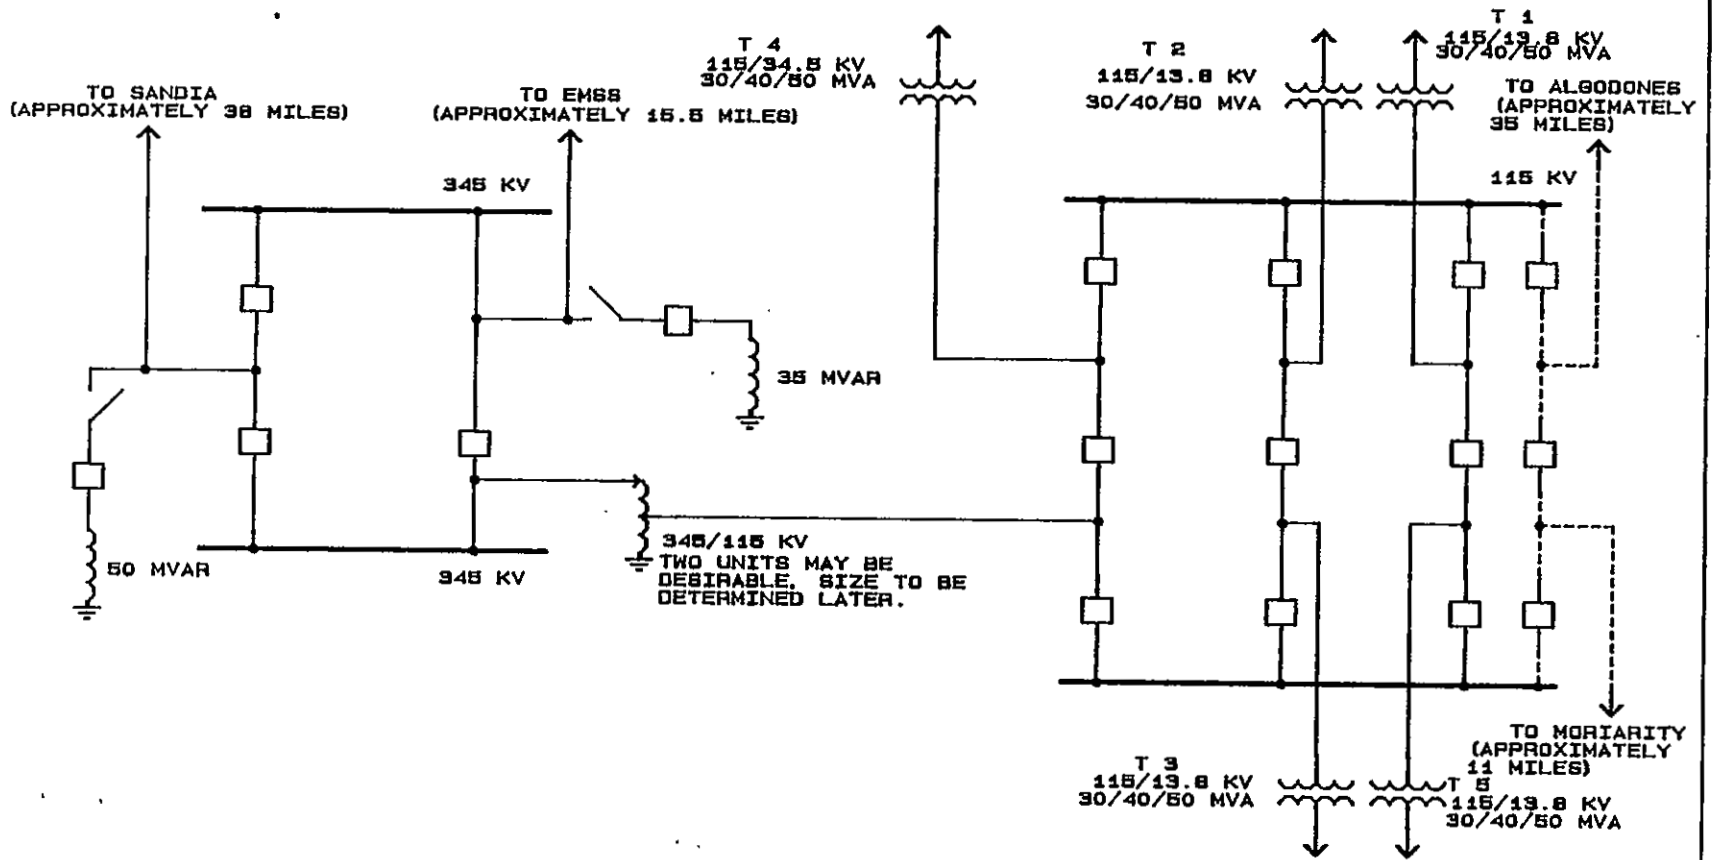 TO SANDIA
(APPROXIMATELY 38 MILES)
TO EMSS
(APPROXIMATELY 15.5 MILES)
T 4
115/34.5 KV
30/40/50 MVA
T 2
115/13.8 KV
30/40/50 MVA
T 1
115/13.8 KV
30/40/50 MVA
TO ALGODONES
(APPROXIMATELY
35 MILES)
345 KV
115 KV
35 MVAR
50 MVAR
345 KV
345/115 KV
TWO UNITS MAY BE
DESIRABLE. SIZE TO BE
DETERMINED LATER.
TO MORIARITY
(APPROXIMATELY
11 MILES)
T 3
115/13.8 KV
30/40/50 MVA
T 5
115/13.8 KV
30/40/50 MVA